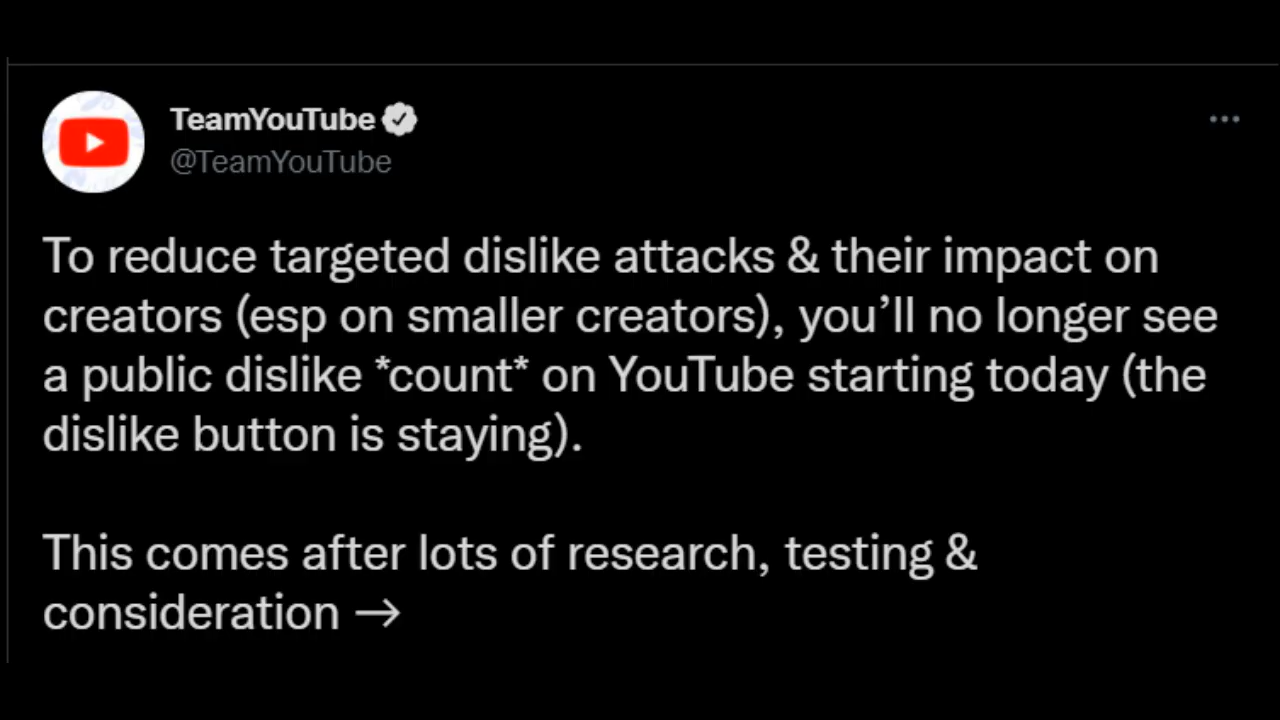 TeamYouTube
@TeamYouTube
To reduce targeted dislike attacks & their impact on
creators (esp on smaller creators), you’ll no longer see
a public dislike *count* on YouTube starting today (the
dislike button is staying).
This comes after lots of research, testing &
consideration →